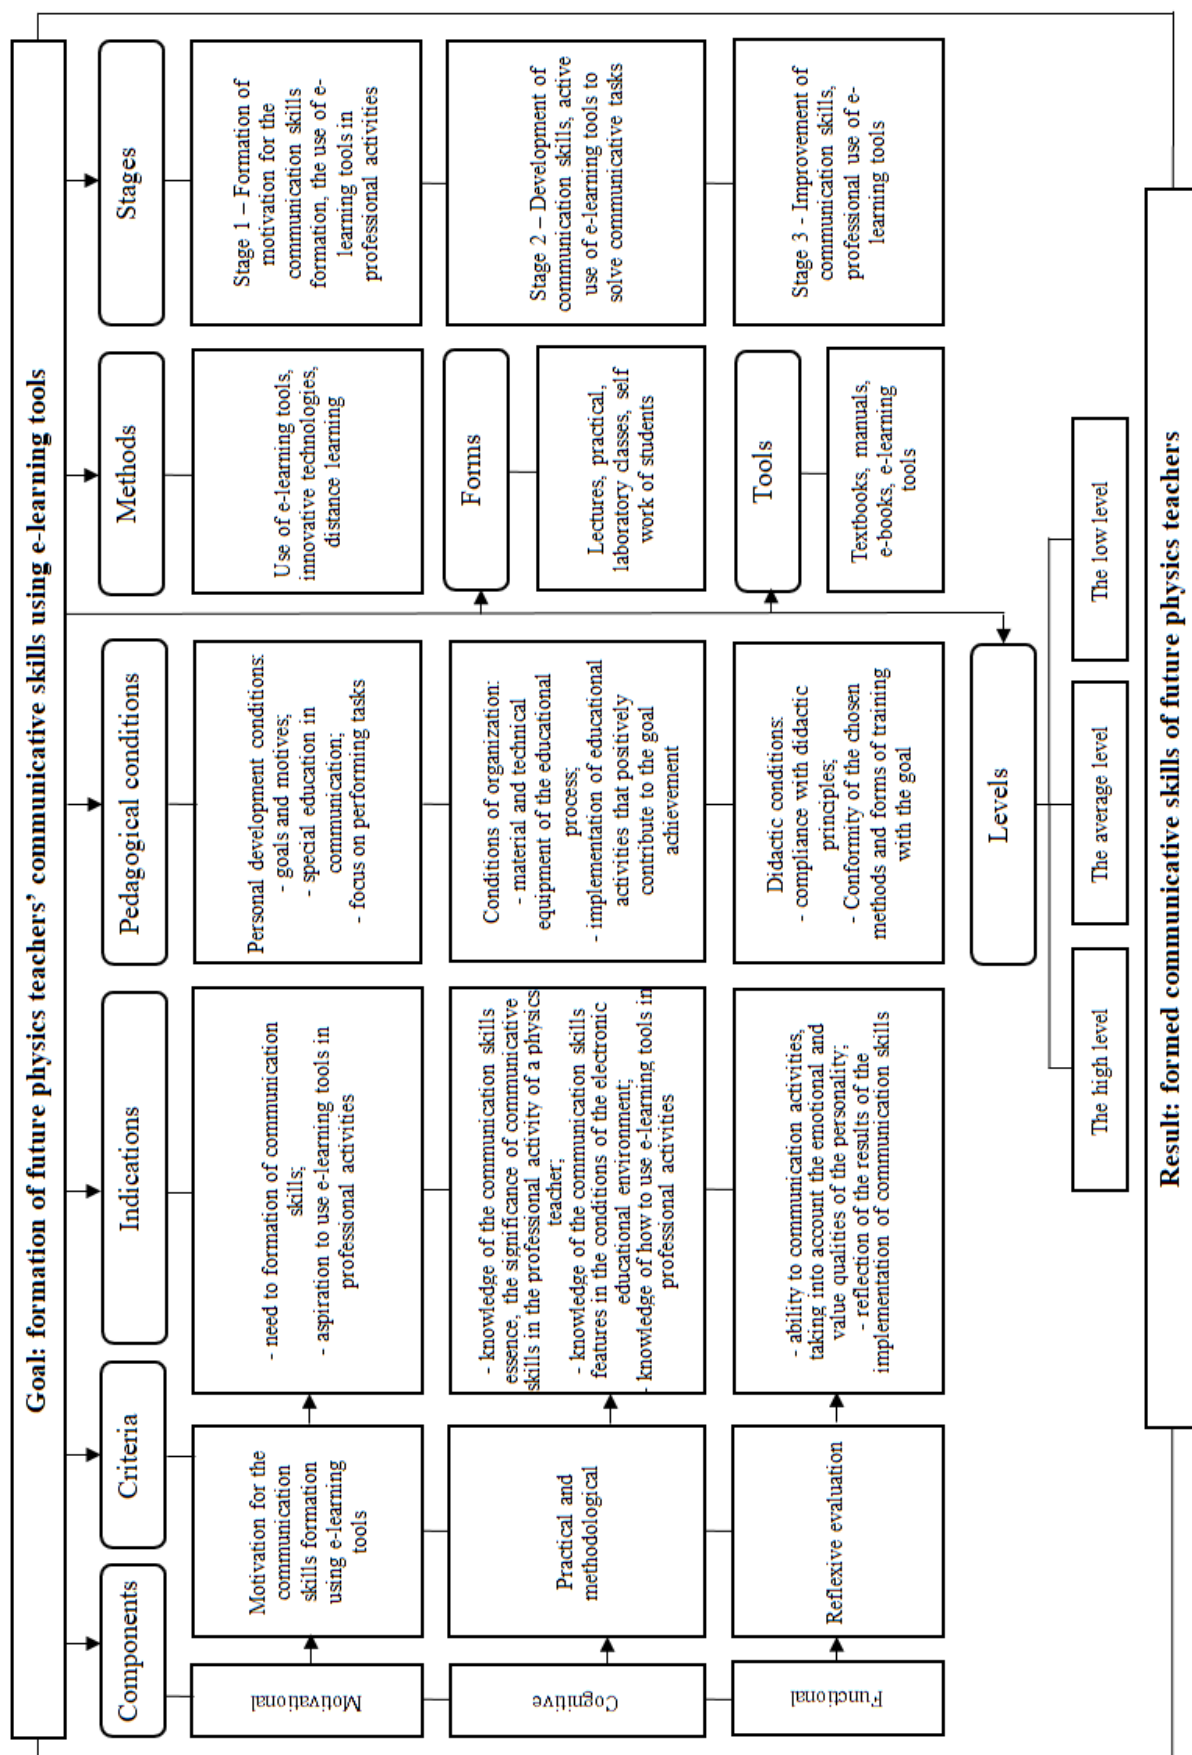 Goal: formation of future physics teachers’ communicative skills using e-learning tools
Components
Criteria
Indications
Pedagogical conditions
Methods
Stages
Motivational
Motivation for the
communication
skills formation
using e-learning
tools
- need to formation of communication
skills;
- aspiration to use e-learning tools in
professional activities
Personal development conditions:
- goals and motives;
- special education in
communication;
- focus on performing tasks
Use of e-learning tools,
innovative technologies,
distance learning
Stage 1 – Formation of
motivation for the
communication skills
formation, the use of e-
learning tools in
professional activities
Cognitive
Practical and
methodological
- knowledge of the communication skills
essence, the significance of communicative
skills in the professional activity of a physics
teacher;
- knowledge of the communication skills
features in the conditions of the electronic
educational environment;
- knowledge of how to use e-learning tools in
professional activities
Conditions of organization:
- material and technical
equipment of the educational
process;
- implementation of educational
activities that positively
contribute to the goal
achievement
Forms
Lectures, practical,
laboratory classes, self
work of students
Stage 2 – Development of
communication skills, active
use of e-learning tools to
solve communicative tasks
Functional
Reflexive evaluation
- ability to communication activities,
taking into account the emotional and
value qualities of the personality;
- reflection of the results of the
implementation of communication skills
Didactic conditions:
- compliance with didactic
principles;
- Conformity of the chosen
methods and forms of training
with the goal
Tools
Textbooks, manuals,
e-books, e-learning
tools
Stage 3 - Improvement of
communication skills,
professional use of e-
learning tools
Levels
The high level
The average level
The low level
Result: formed communicative skills of future physics teachers